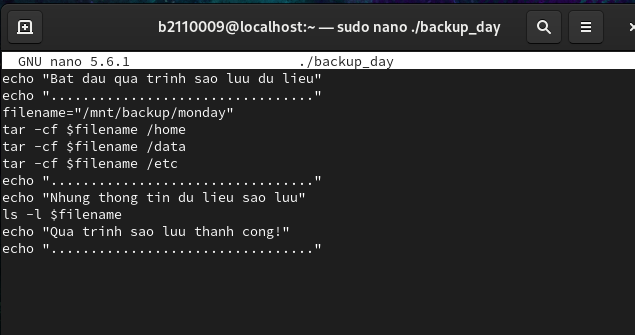 b2110009@localhost:~ — sudo nano ./backup_day
GNU nano 5.6.1 ./backup_day
echo "Bat dau qua trinh sao luu du lieu"
echo "................................."
filename="/mnt/backup/monday"
tar -cf $filename /home
tar -cf $filename /data
tar -cf $filename /etc
echo "................................."
echo "Nhung thong tin du lieu sao luu"
ls -l $filename
echo "Qua trinh sao luu thanh cong!"
echo "................................."